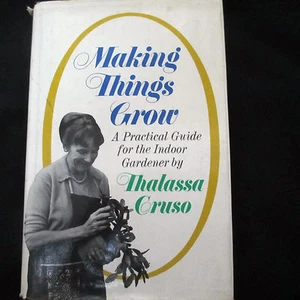 Making
Things
Grow
A Practical Guide
for the Indoor
Gardener by
Thalassa
Cruso